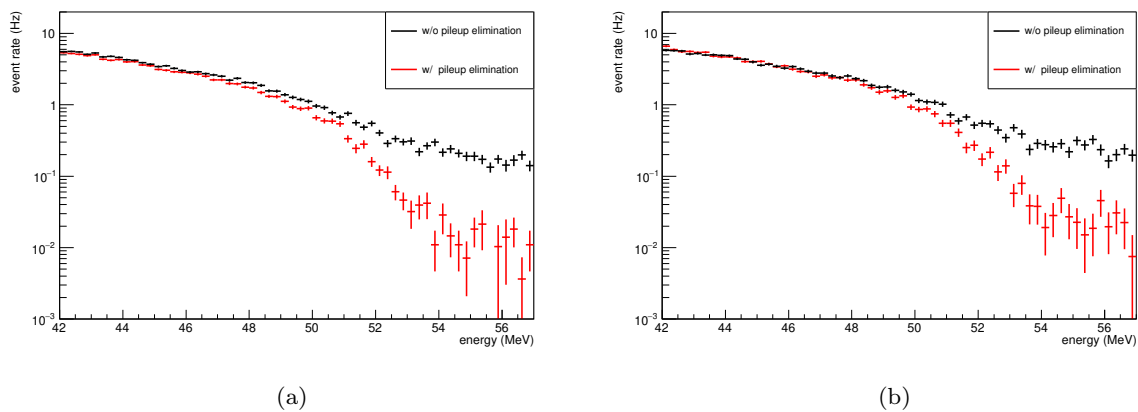 event rate (Hz)
10
1
10⁻¹
10⁻²
10⁻³
w/o pileup elimination
w/ pileup elimination
42 44 46 48 50 52 54 56
energy (MeV)
(a)
event rate (Hz)
10
1
10⁻¹
10⁻²
10⁻³
w/o pileup elimination
w/ pileup elimination
42 44 46 48 50 52 54 56
energy (MeV)
(b)